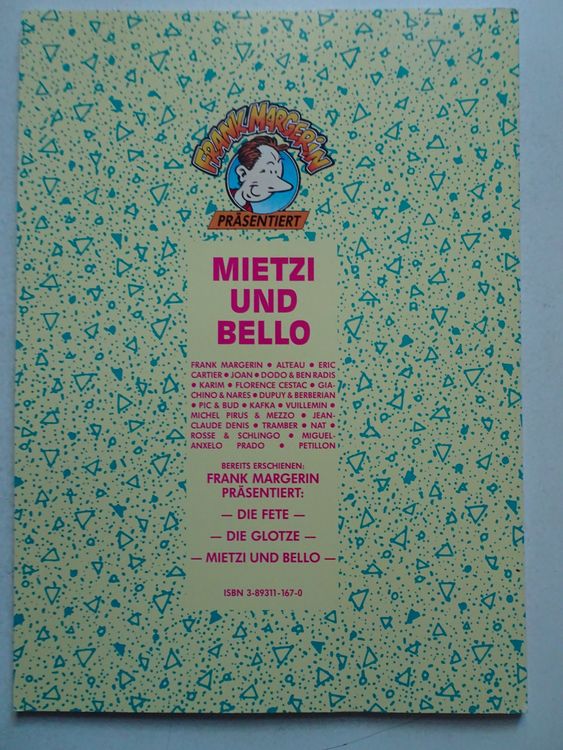 FRANK MARGERIN
PRÄSENTIERT
MIETZI
UND
BELLO
FRANK MARGERIN • ALTEAU • ERIC
CARTIER • JOAN • DODO & BEN RADIS
• KARIM • FLORENCE CESTAC • GIA-
CHINO & NARES • DUPUY & BERBERIAN
• PIC & BUD • KAFKA • VUILLEMIN •
MICHEL PIRUS & MEZZO • JEAN-
CLAUDE DENIS • TRAMBER • NAT •
ROSSE & SCHLINGO • MIGUEL-
ANXELO PRADO • PETILLON
BEREITS ERSCHIENEN:
FRANK MARGERIN
PRÄSENTIERT:
— DIE FETE —
— DIE GLOTZE —
— MIETZI UND BELLO —
ISBN 3-89311-167-0